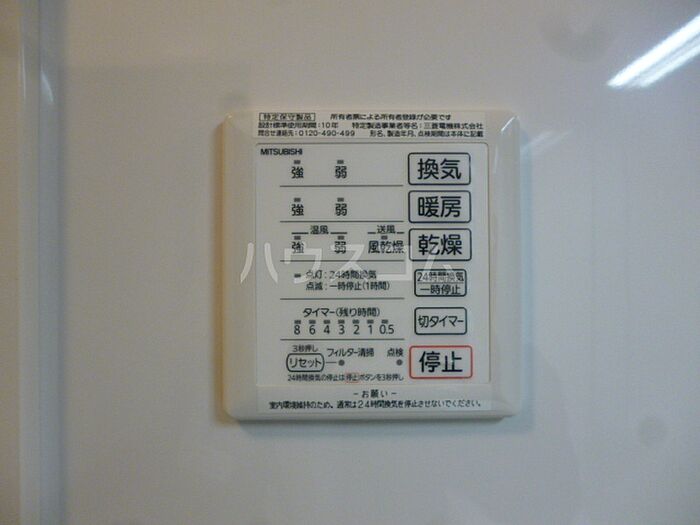 特定保守製品 所有者票による所有者登録が必要です
設計標準使用期間:10年 特定製造事業者等名:三菱電機株式会社
問合せ連絡先:0120-490-499 形名、製造年月、点検期間は本体に記載
MITSUBISHI
強 弱 換気
強 弱 暖房
温風 送風
強 弱 風乾燥 乾燥
点灯:24時間換気
点滅:一時停止(1時間)
24時間換気
一時停止
タイマー(残り時間)
8 6 4 3 2 1 0.5
切タイマー
3秒押し
リセット フィルター清掃 点検
停止
24時間換気の停止は停止ボタンを3秒押し
-お願い-
室内環境維持のため、通常は24時間換気を停止させないでください。
ハウスコム